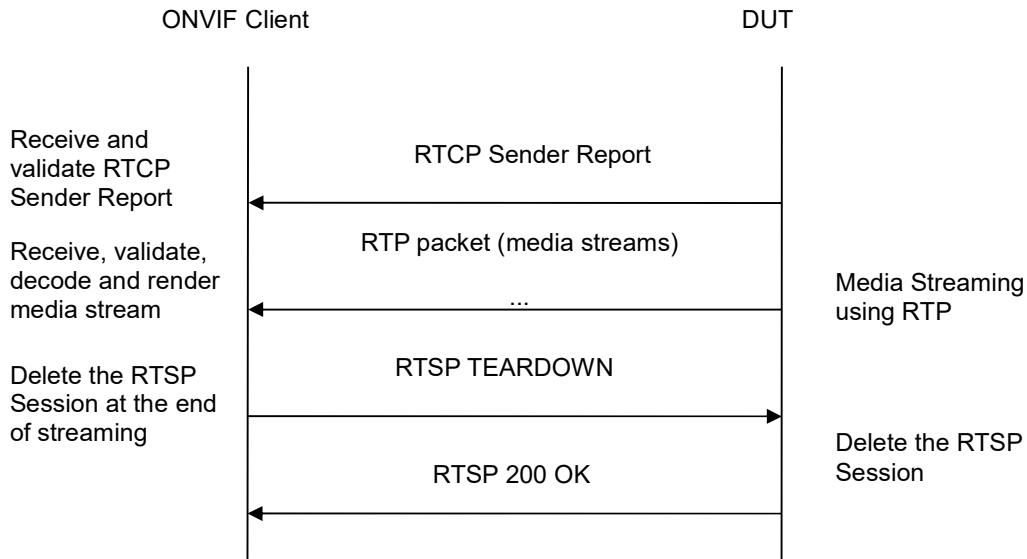 ONVIF Client
DUT
Receive and
validate RTCP
Sender Report
RTCP Sender Report
Receive, validate,
decode and render
media stream
RTP packet (media streams)
...
Media Streaming
using RTP
Delete the RTSP
Session at the end
of streaming
RTSP TEARDOWN
Delete the RTSP
Session
RTSP 200 OK